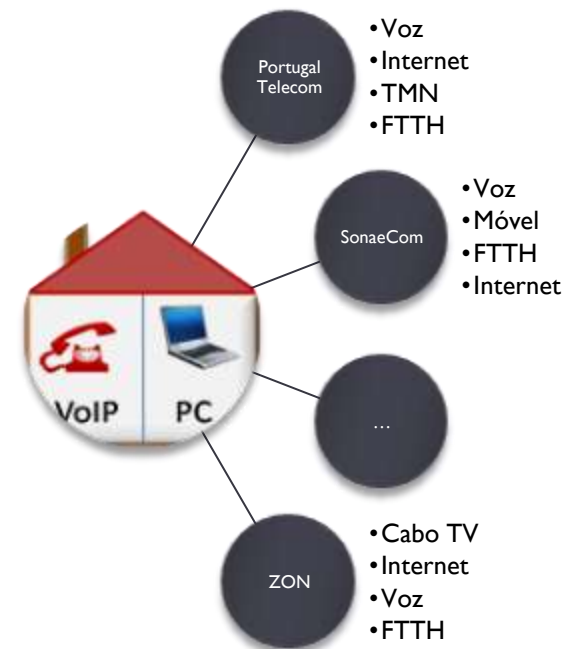 Portugal
Telecom
•Voz
•Internet
•TMN
•FTTH
SonaeCom
•Voz
•Móvel
•FTTH
•Internet
VoIP
PC
...
ZON
•Cabo TV
•Internet
•Voz
•FTTH